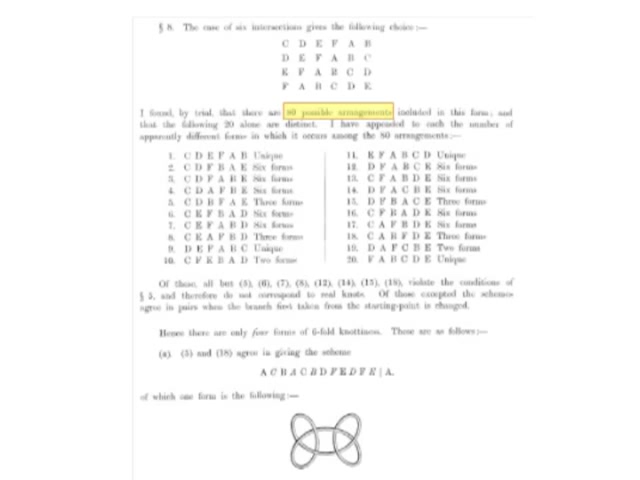 § 8. The case of six intersections gives the following choice:—
C D E F A B
D E F A B C
E F A B C D
F A B C D E
I found, by trial, that there are 80 possible arrangements included in this form; and
that the following 20 alone are distinct. I have appended to each the number of
apparently different forms in which it occurs among the 80 arrangements:—
1. C D E F A B Unique
2. C D F B A E Six forms
3. C D F A B E Six forms
4. C D A F B E Six forms
5. C D B F A E Three forms
6. C E F B A D Six forms
7. C E F A B D Six forms
8. C E A F B D Three forms
9. D E F A B C Unique
10. C F E B A D Two forms
11. E F A B C D Unique
12. D F A B C E Six forms
13. C F A B D E Six forms
14. D F A C B E Six forms
15. D F B A C E Three forms
16. C F B A D E Six forms
17. C A F B D E Six forms
18. C A B F D E Three forms
19. D A F C B E Two forms
20. F A B C D E Unique
Of these, all but (5), (6), (7), (8), (12), (14), (15), (18), violate the conditions of
§ 5, and therefore do not correspond to real knots. Of those excepted the schemes
agree in pairs when the branch first taken from the starting-point is changed.
Hence there are only four forms of 6-fold knottiness. These are as follows:—
(a) (5) and (18) agree in giving the scheme
A C B A C B D F E D F E | A.
of which one form is the following:—